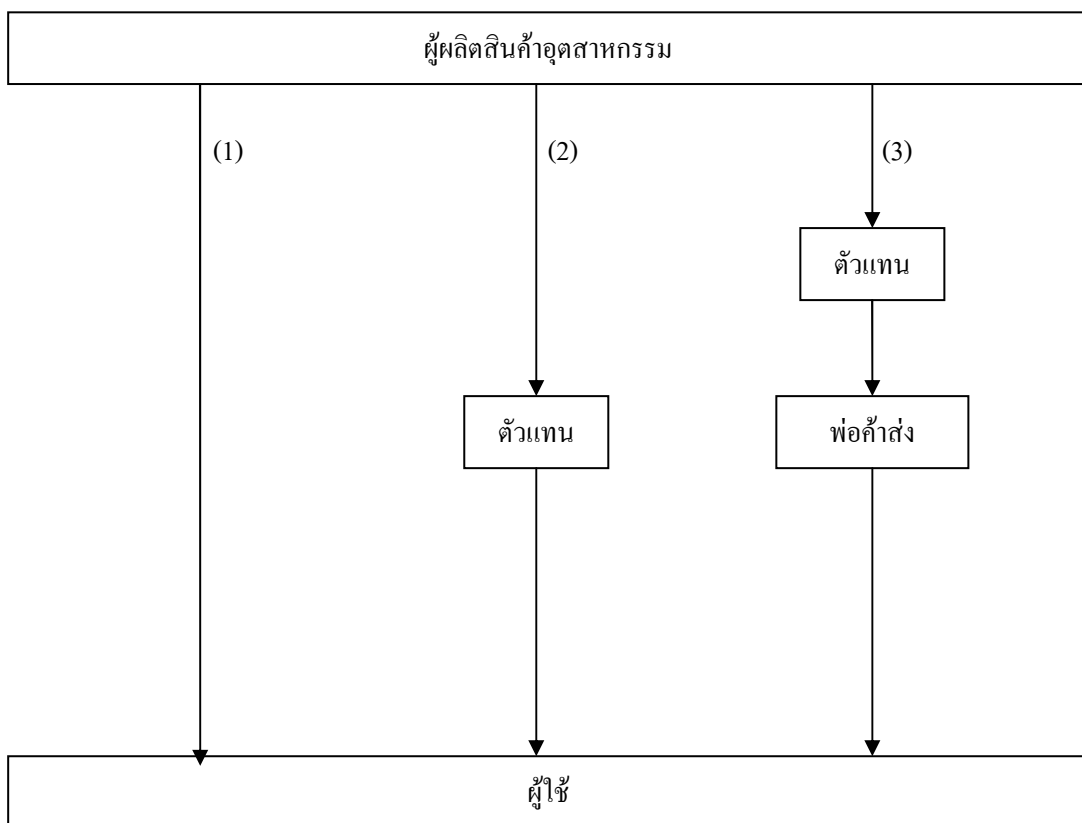 ผู้ผลิตสินค้าอุตสาหกรรม
(1)
(2)
(3)
ตัวแทน
ตัวแทน
พ่อค้าส่ง
ผู้ใช้